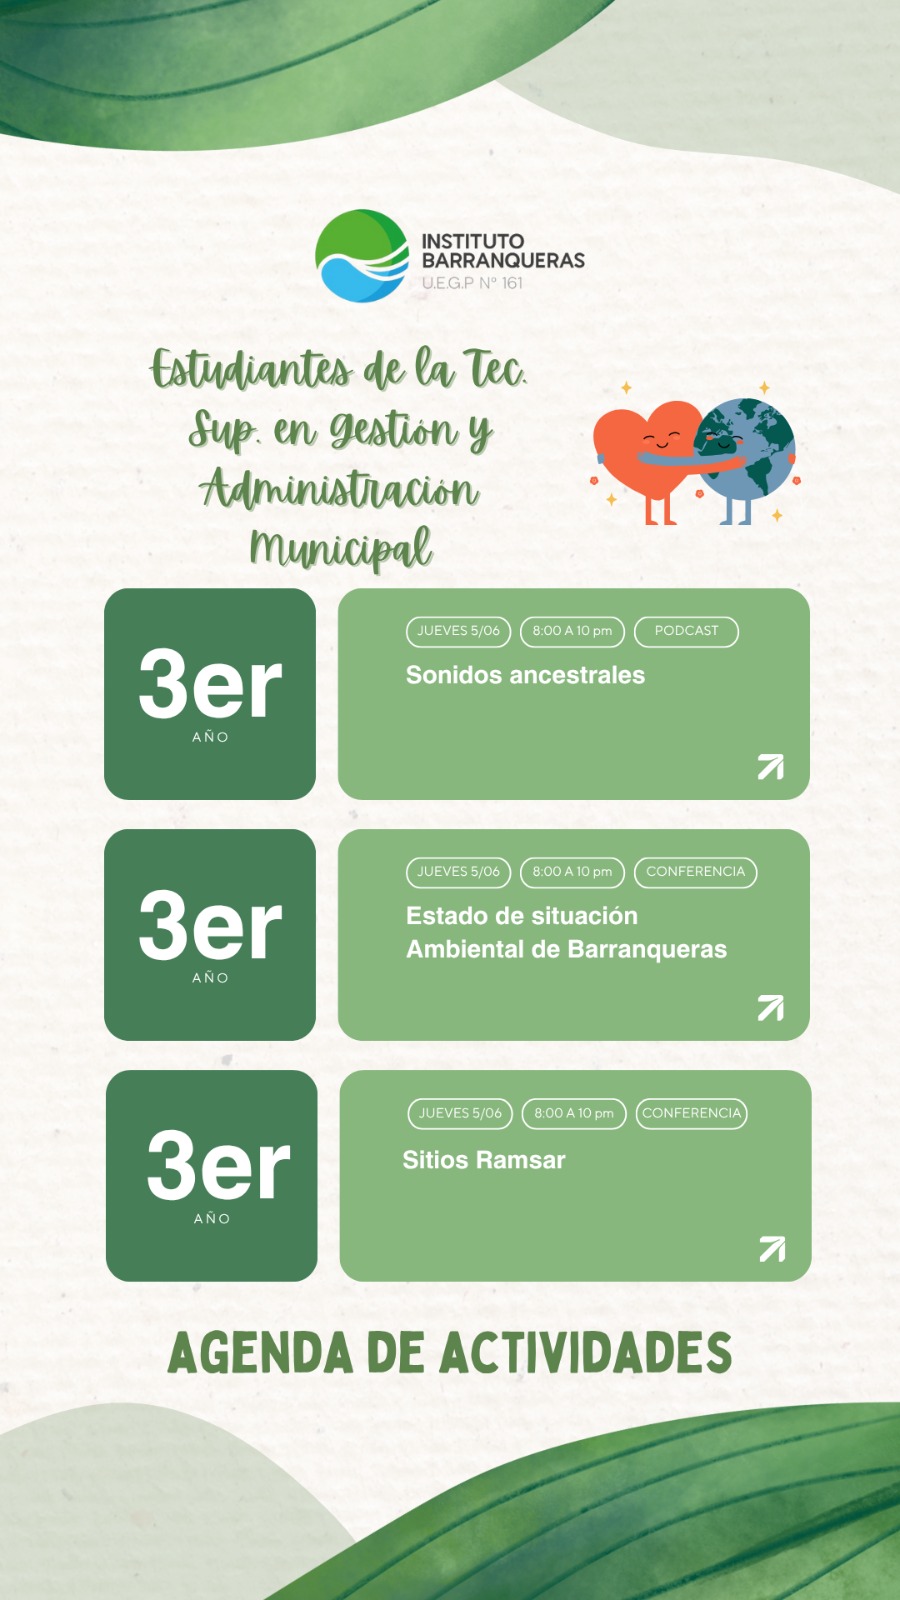 INSTITUTO
BARRANQUERAS
U.E.G.P N° 161
Estudiantes de la Tec.
Sup. en Gestión y
Administración
Municipal
3er
AÑO
JUEVES 5/06
8:00 A 10 pm
PODCAST
Sonidos ancestrales
3er
AÑO
JUEVES 5/06
8:00 A 10 pm
CONFERENCIA
Estado de situación
Ambiental de Barranqueras
3er
AÑO
JUEVES 5/06
8:00 A 10 pm
CONFERENCIA
Sitios Ramsar
AGENDA DE ACTIVIDADES